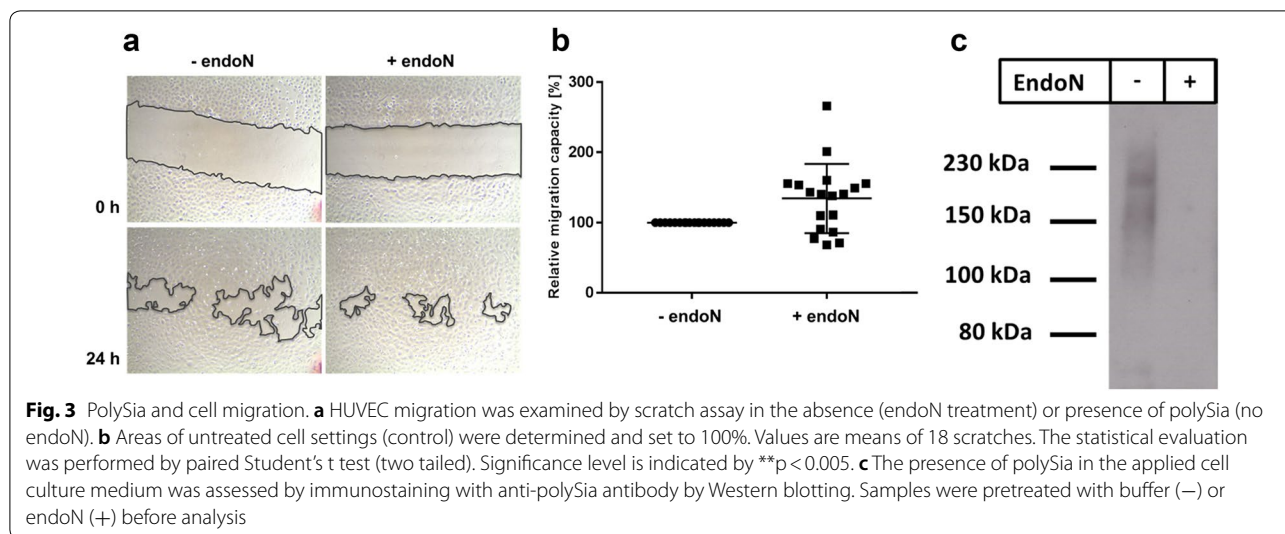 a
- endoN + endoN
0 h
24 h
b
Relative migration capacity [%]
300
200
100
0
- endoN + endoN
c
EndoN - +
230 kDa
150 kDa
100 kDa
80 kDa
Fig. 3 PolySia and cell migration. a HUVEC migration was examined by scratch assay in the absence (endoN treatment) or presence of polySia (no
endoN). b Areas of untreated cell settings (control) were determined and set to 100%. Values are means of 18 scratches. The statistical evaluation
was performed by paired Student’s t test (two tailed). Significance level is indicated by **p < 0.005. c The presence of polySia in the applied cell
culture medium was assessed by immunostaining with anti-polySia antibody by Western blotting. Samples were pretreated with buffer (−) or
endoN (+) before analysis